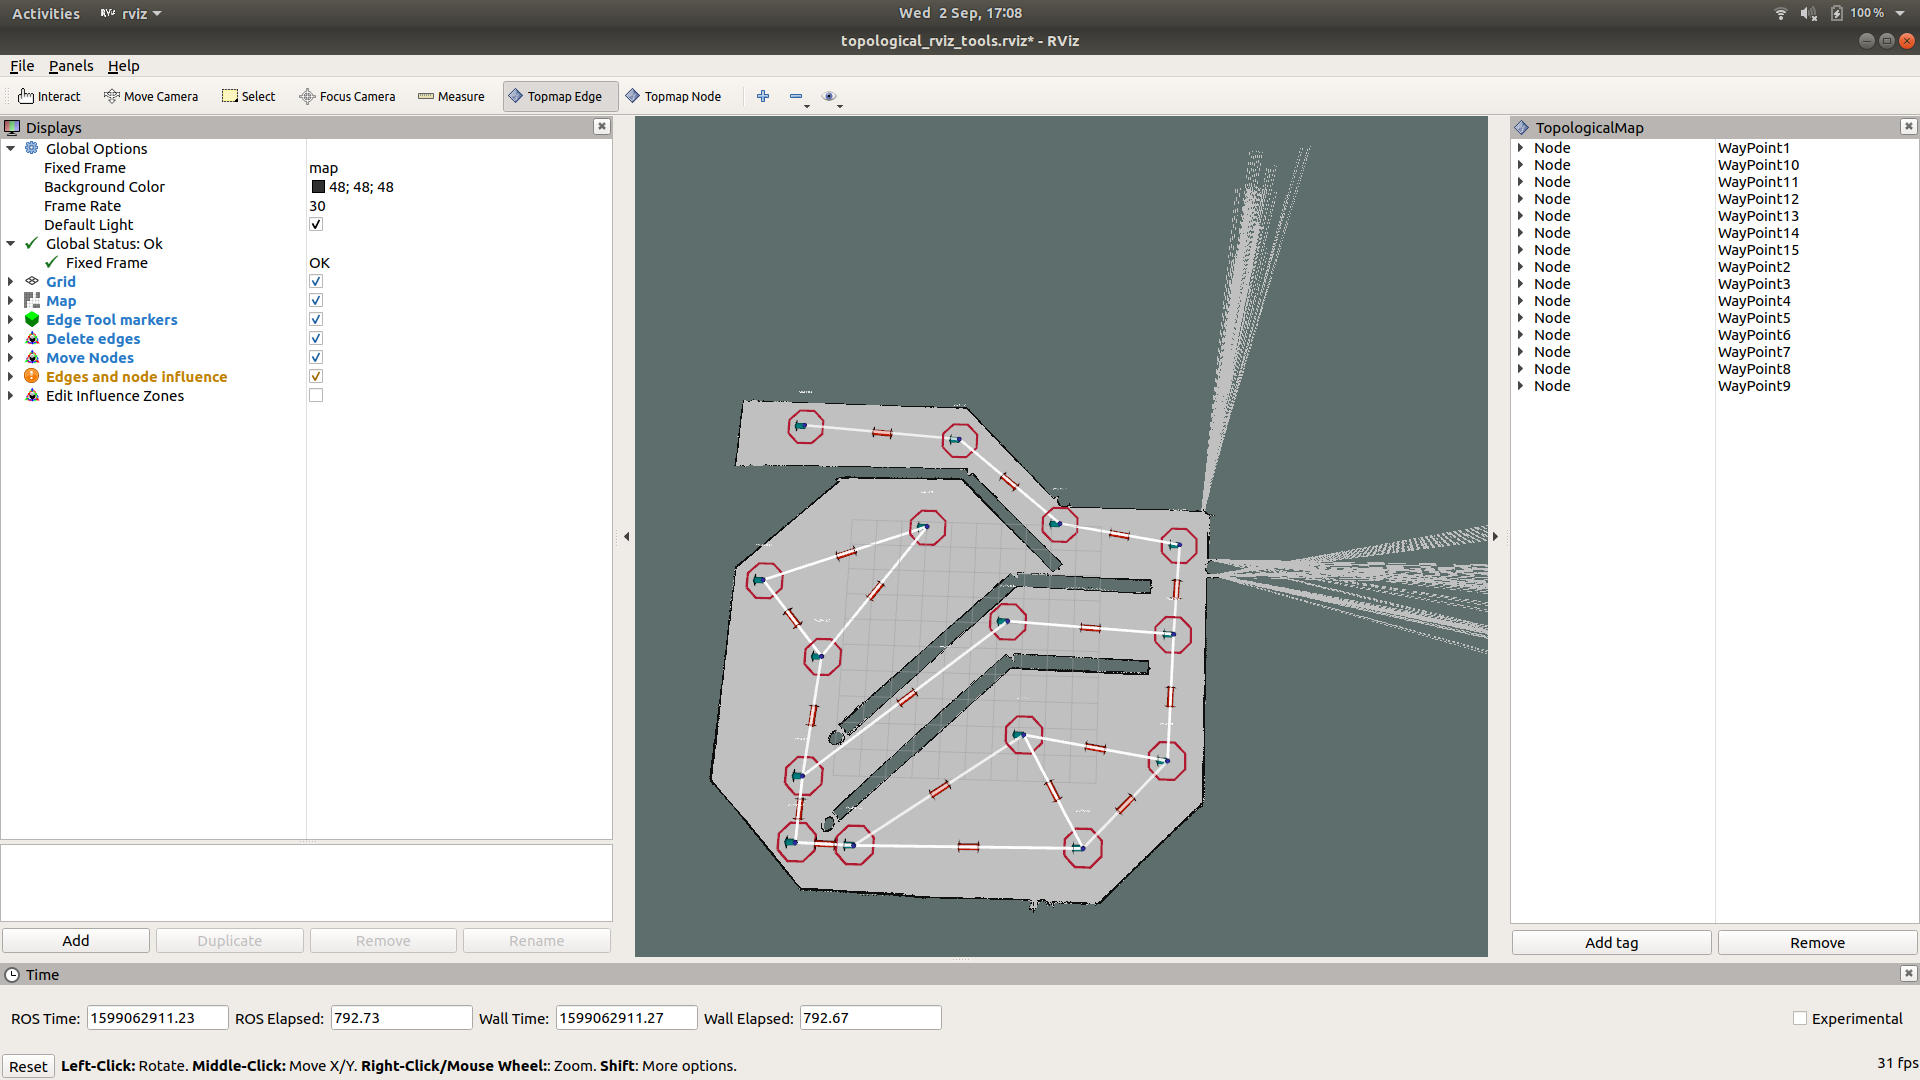 Activities rviz Wed 2 Sep, 17:08 100 %
topological_rviz_tools.rviz* - RViz
File Panels Help
Interact Move Camera Select Focus Camera Measure Topmap Edge Topmap Node
Displays
Global Options
Fixed Frame map
Background Color 48; 48; 48
Frame Rate 30
Default Light
Global Status: Ok
Fixed Frame OK
Grid
Map
Edge Tool markers
Delete edges
Move Nodes
Edges and node influence
Edit Influence Zones
Add Duplicate Remove Rename
TopologicalMap
Node WayPoint1
Node WayPoint10
Node WayPoint11
Node WayPoint12
Node WayPoint13
Node WayPoint14
Node WayPoint15
Node WayPoint2
Node WayPoint3
Node WayPoint4
Node WayPoint5
Node WayPoint6
Node WayPoint7
Node WayPoint8
Node WayPoint9
Add tag Remove
Time
ROS Time: 1599062911.23 ROS Elapsed: 792.73 Wall Time: 1599062911.27 Wall Elapsed: 792.67 Experimental
Reset Left-Click: Rotate. Middle-Click: Move X/Y. Right-Click/Mouse Wheel:: Zoom. Shift: More options. 31 fps